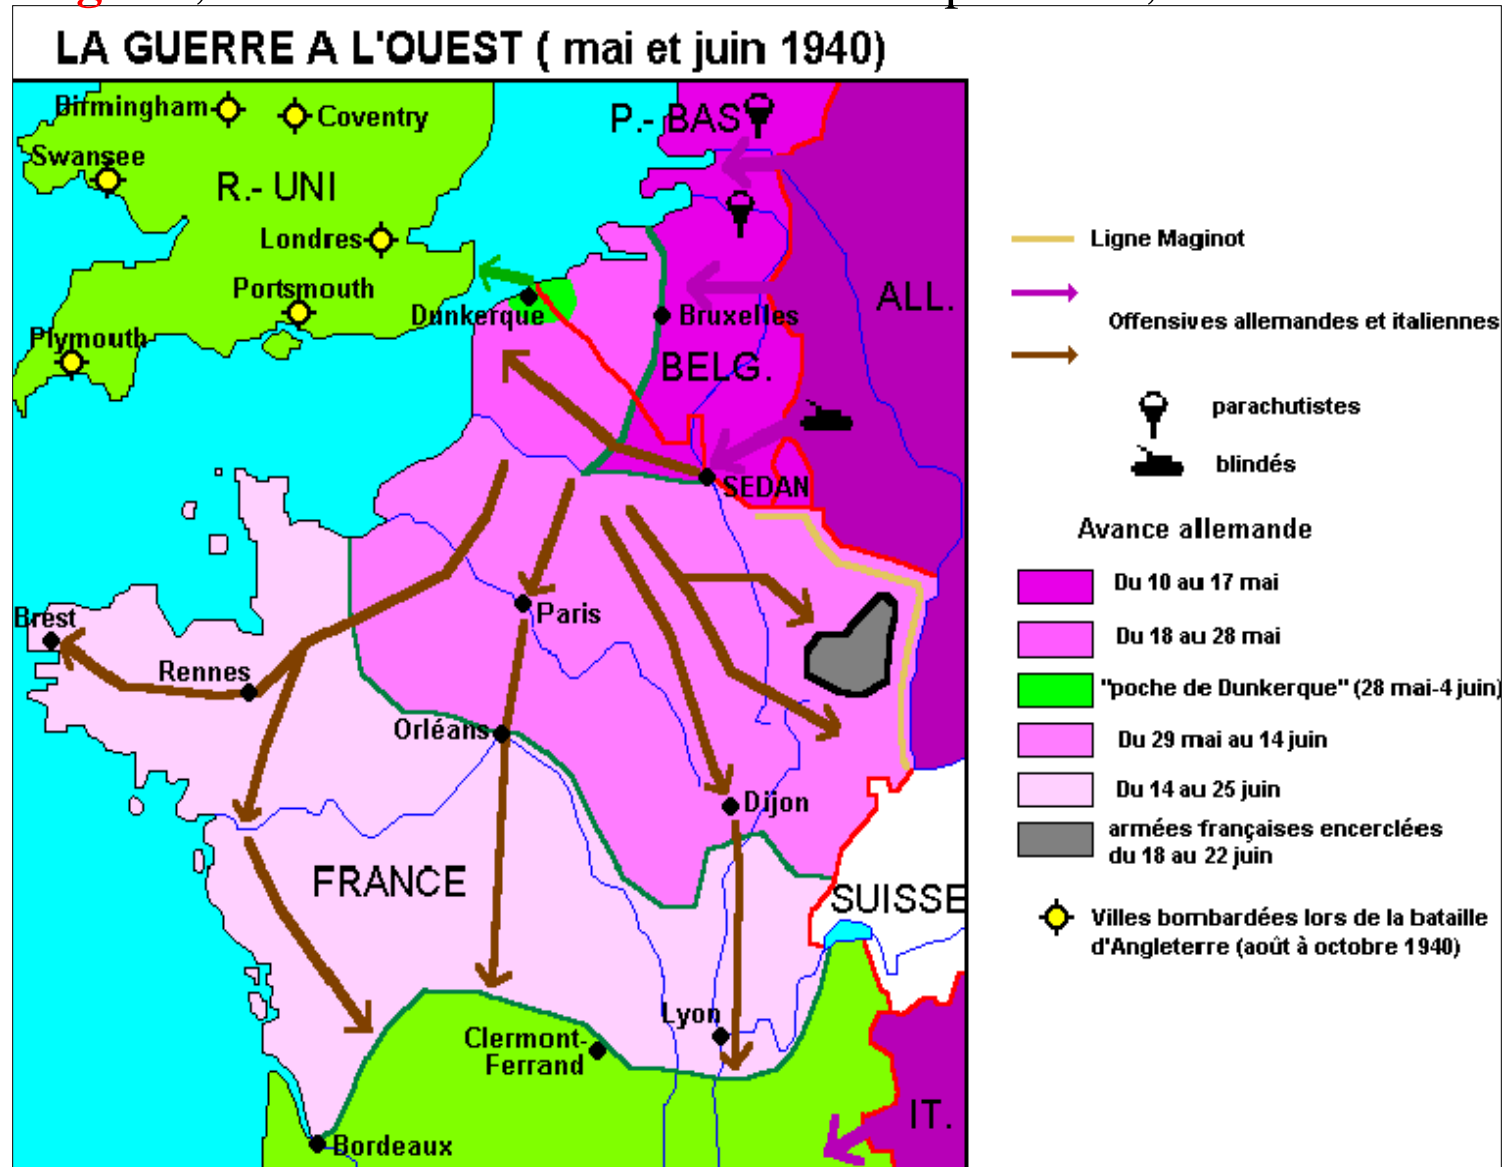 LA GUERRE A L'OUEST ( mai et juin 1940)
Birmingham
Coventry
P.- BAS
Swansee
R.- UNI
Londres
ALL.
Portsmouth
Dunkerque
Bruxelles
Plymouth
BELG.
SEDAN
Brest
Paris
Rennes
Orléans
Dijon
FRANCE
SUISSE
Lyon
Clermont-
Ferrand
IT.
Bordeaux
Ligne Maginot
Offensives allemandes et italiennes
parachutistes
blindés
Avance allemande
Du 10 au 17 mai
Du 18 au 28 mai
"poche de Dunkerque" (28 mai-4 juin)
Du 29 mai au 14 juin
Du 14 au 25 juin
armées françaises encerclées
du 18 au 22 juin
Villes bombardées lors de la bataille
d'Angleterre (août à octobre 1940)